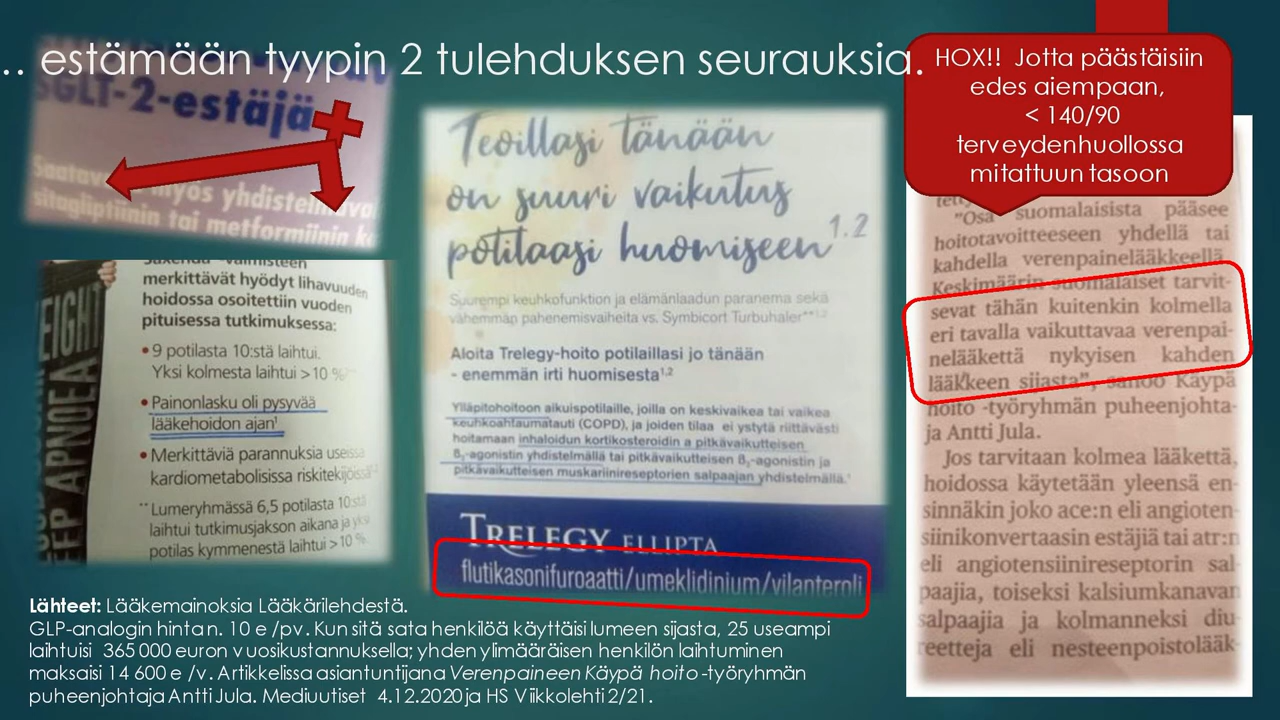 … estämään tyypin 2 tulehduksen seurauksia.
SGLT-2-estäjä
myös yhdistelmäva
sitagliptiinin tai metformiinin ka
merkittävät hyödyt lihavuuden
hoidossa osoitettiin vuoden
pituisessa tutkimuksessa:
• 9 potilasta 10:stä laihtui.
Yksi kolmesta laihtui >10 %
• Painonlasku oli pysyvää
lääkehoidon ajan¹
• Merkittäviä parannuksia useissa
kardiometabolisissa riskitekijöissä
** Lumeryhmässä 6,5 potilasta 10:stä
laihtui tutkimusjakson aikana ja yksi
potilas kymmenestä laihtui >10 %
EIGHT
EP APNOEA
Teoillasi tänään
on suuri vaikutus
potilaasi huomiseen 1.2
Suurempi keuhkofunktion ja elämänlaadun paranema sekä
vähemmän pahenemisvaiheita vs. Symbicort Turbuhaler**1,2
Aloita Trelegy-hoito potilaillasi jo tänään
- enemmän irti huomisesta1,2
Ylläpitohoitoon aikuispotilaille, joilla on keskivaikea tai vaikea
keuhkoahtaumatauti (COPD), ja joiden tilaa ei ystytä riittävästi
hoitamaan inhaloidun kortikosteroidin a pitkävaikutteisen
β₂-agonistin yhdistelmällä tai pitkävaikutteisen β₂-agonistin ja
pitkävaikutteisen muskariinireseptorien salpaajan yhdistelmällä.
TRELEGY ELLIPTA
flutikasonifuroaatti/umeklidinium/vilanteroli
HOX!! Jotta päästäisiin
edes aiempaan,
< 140/90
terveydenhuollossa
mitattuun tasoon
"Osa suomalaisista pääsee
hoitotavoitteeseen yhdellä tai
kahdella verenpainelääkkeellä.
Keskimäärin suomalaiset tarvit-
sevat tähän kuitenkin kolmella
eri tavalla vaikuttavaa verenpai-
nelääkettä nykyisen kahden
lääkkeen sijasta", sanoo Käypä
hoito -työryhmän puheenjohta-
ja Antti Jula.
Jos tarvitaan kolmea lääkettä,
hoidossa käytetään yleensä en-
sinnäkin joko ace:n eli angioten-
siinikonvertaasin estäjiä tai atr:n
eli angiotensiinireseptorin sal-
paajia, toiseksi kalsiumkanavan
salpaajia ja kolmanneksi diu-
reetteja eli nesteenpoistolääk-
Lähteet: Lääkemainoksia Lääkärilehdestä.
GLP-analogin hinta n. 10 e /pv. Kun sitä sata henkilöä käyttäisi lumeen sijasta, 25 useampi
laihtuisi 365 000 euron vuosikustannuksella; yhden ylimääräisen henkilön laihtuminen
maksaisi 14 600 e /v. Artikkelissa asiantuntijana Verenpaineen Käypä hoito -työryhmän
puheenjohtaja Antti Jula. Mediuutiset 4.12.2020 ja HS Viikkolehti 2/21.